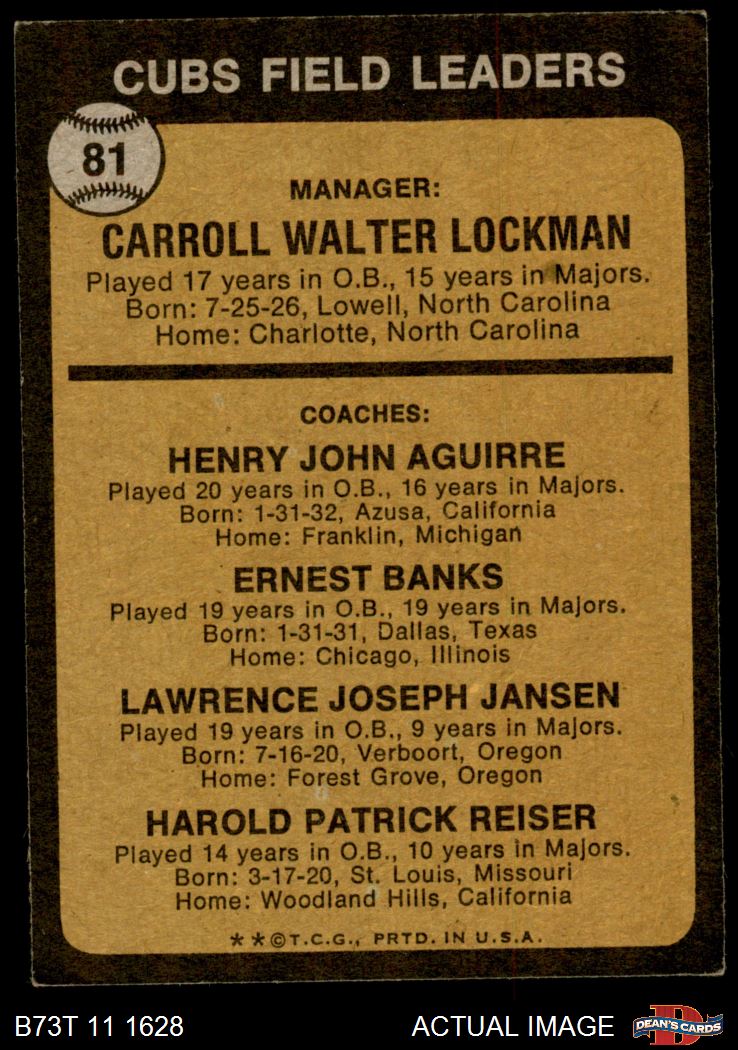 CUBS FIELD LEADERS
81
MANAGER:
CARROLL WALTER LOCKMAN
Played 17 years in O.B., 15 years in Majors.
Born: 7-25-26, Lowell, North Carolina
Home: Charlotte, North Carolina
COACHES:
HENRY JOHN AGUIRRE
Played 20 years in O.B., 16 years in Majors.
Born: 1-31-32, Azusa, California
Home: Franklin, Michigan
ERNEST BANKS
Played 19 years in O.B., 19 years in Majors.
Born: 1-31-31, Dallas, Texas
Home: Chicago, Illinois
LAWRENCE JOSEPH JANSEN
Played 19 years in O.B., 9 years in Majors.
Born: 7-16-20, Verboort, Oregon
Home: Forest Grove, Oregon
HAROLD PATRICK REISER
Played 14 years in O.B., 10 years in Majors.
Born: 3-17-20, St. Louis, Missouri
Home: Woodland Hills, California
* * © T.C.G., PRTD. IN U.S.A.
B73T 11 1628
ACTUAL IMAGE
D
DEAN'S CARDS